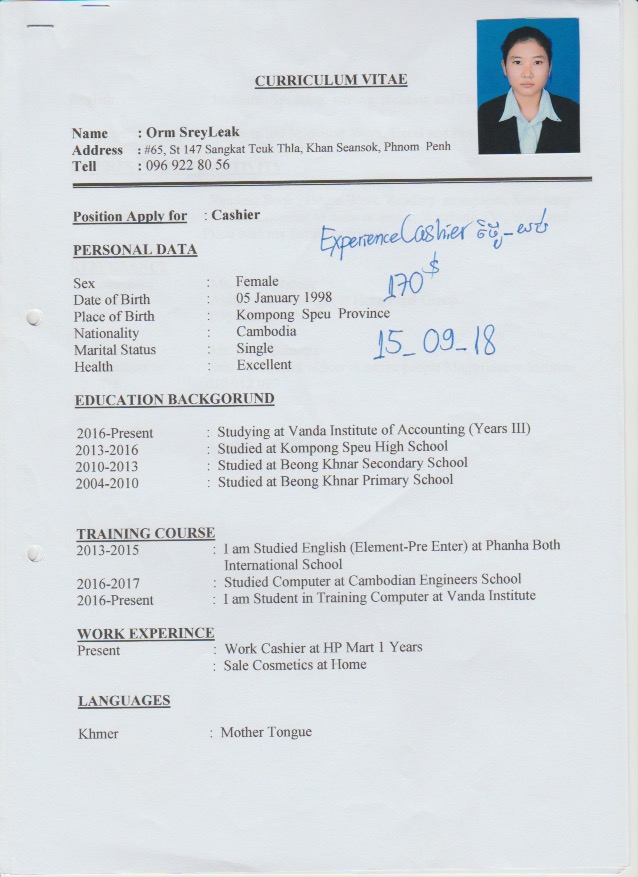 CURRICULUM VITAE
Name : Orm SreyLeak
Address : #65, St 147 Sangkat Tcuk Thla, Khan Seansok, Phnom Penh
Tell : 096 922 80 56
Position Apply for : Cashier
Experience Cashier
170$
15_09_18
PERSONAL DATA
Sex : Female
Date of Birth : 05 January 1998
Place of Birth : Kompong Speu Province
Nationality : Cambodia
Marital Status : Single
Health : Excellent
EDUCATION BACKGORUND
2016-Present : Studying at Vanda Institute of Accounting (Years III)
2013-2016 : Studied at Kompong Speu High School
2010-2013 : Studied at Beong Khnar Secondary School
2004-2010 : Studied at Beong Khnar Primary School
TRAINING COURSE
2013-2015 : I am Studied English (Element-Pre Enter) at Phanha Both
International School
2016-2017 : Studied Computer at Cambodian Engineers School
2016-Present : I am Student in Training Computer at Vanda Institute
WORK EXPERINCE
Present : Work Cashier at HP Mart 1 Years
: Sale Cosmetics at Home
LANGUAGES
Khmer : Mother Tongue